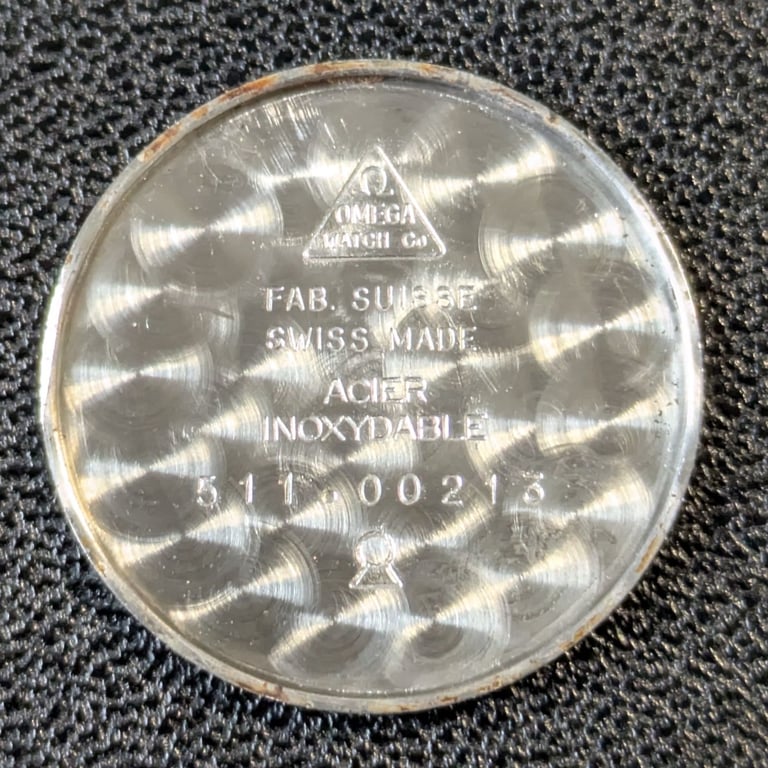 Ω
OMEGA
WATCH Co
FAB. SUISSE
SWISS MADE
ACIER
INOXYDABLE
511.00213